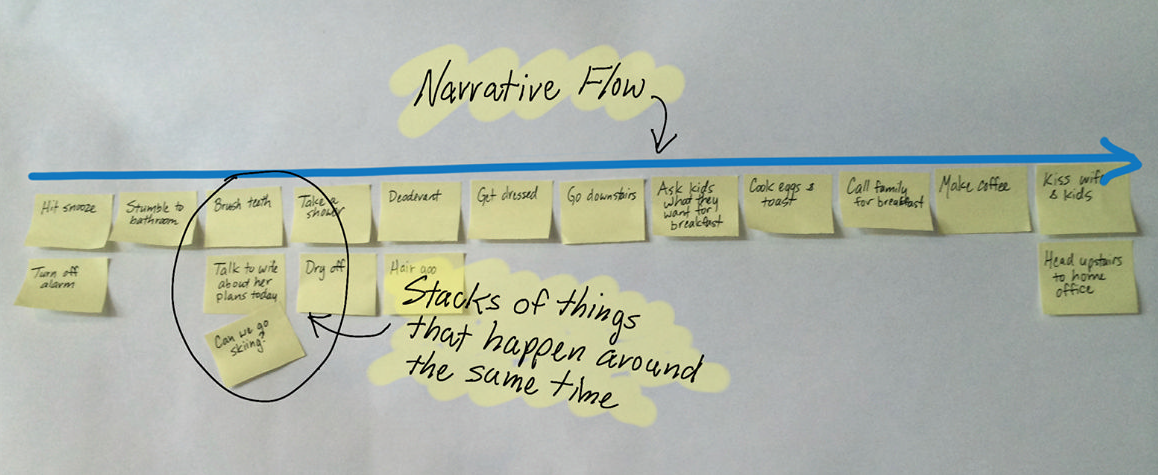 Narrative Flow
Hit snooze
Stumble to
bathroom
Brush teeth
Take a
shower
Deodorant
Get dressed
Go downstairs
Ask kids
what they
want for
breakfast
Cook eggs &
toast
Call family
for breakfast
Make coffee
Kiss wife
& kids
Turn off
alarm
Talk to wife
about her
plans today
Can we go
skiing?
Dry off
Hair goo
Head upstairs
to home
office
Stacks of things
that happen around
the same time